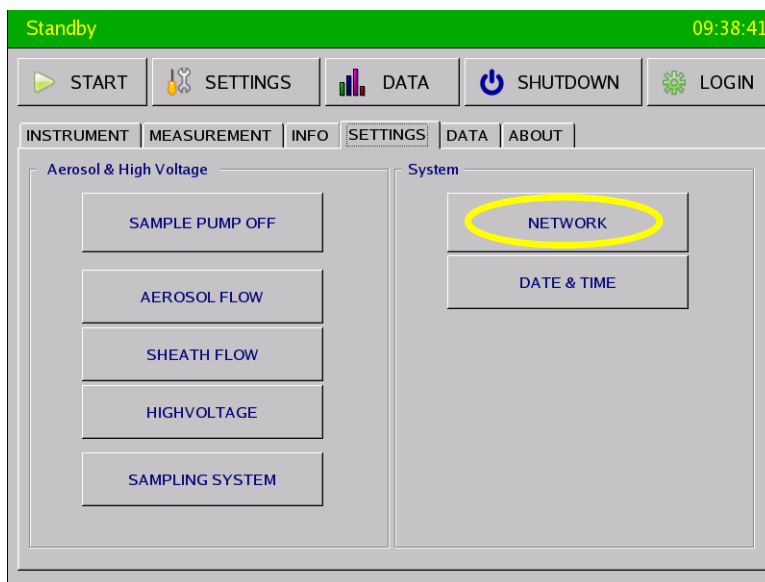 Standby 09:38:41
START SETTINGS DATA SHUTDOWN LOGIN
INSTRUMENT MEASUREMENT INFO SETTINGS DATA ABOUT
Aerosol & High Voltage
SAMPLE PUMP OFF
AEROSOL FLOW
SHEATH FLOW
HIGHVOLTAGE
SAMPLING SYSTEM
System
NETWORK
DATE & TIME